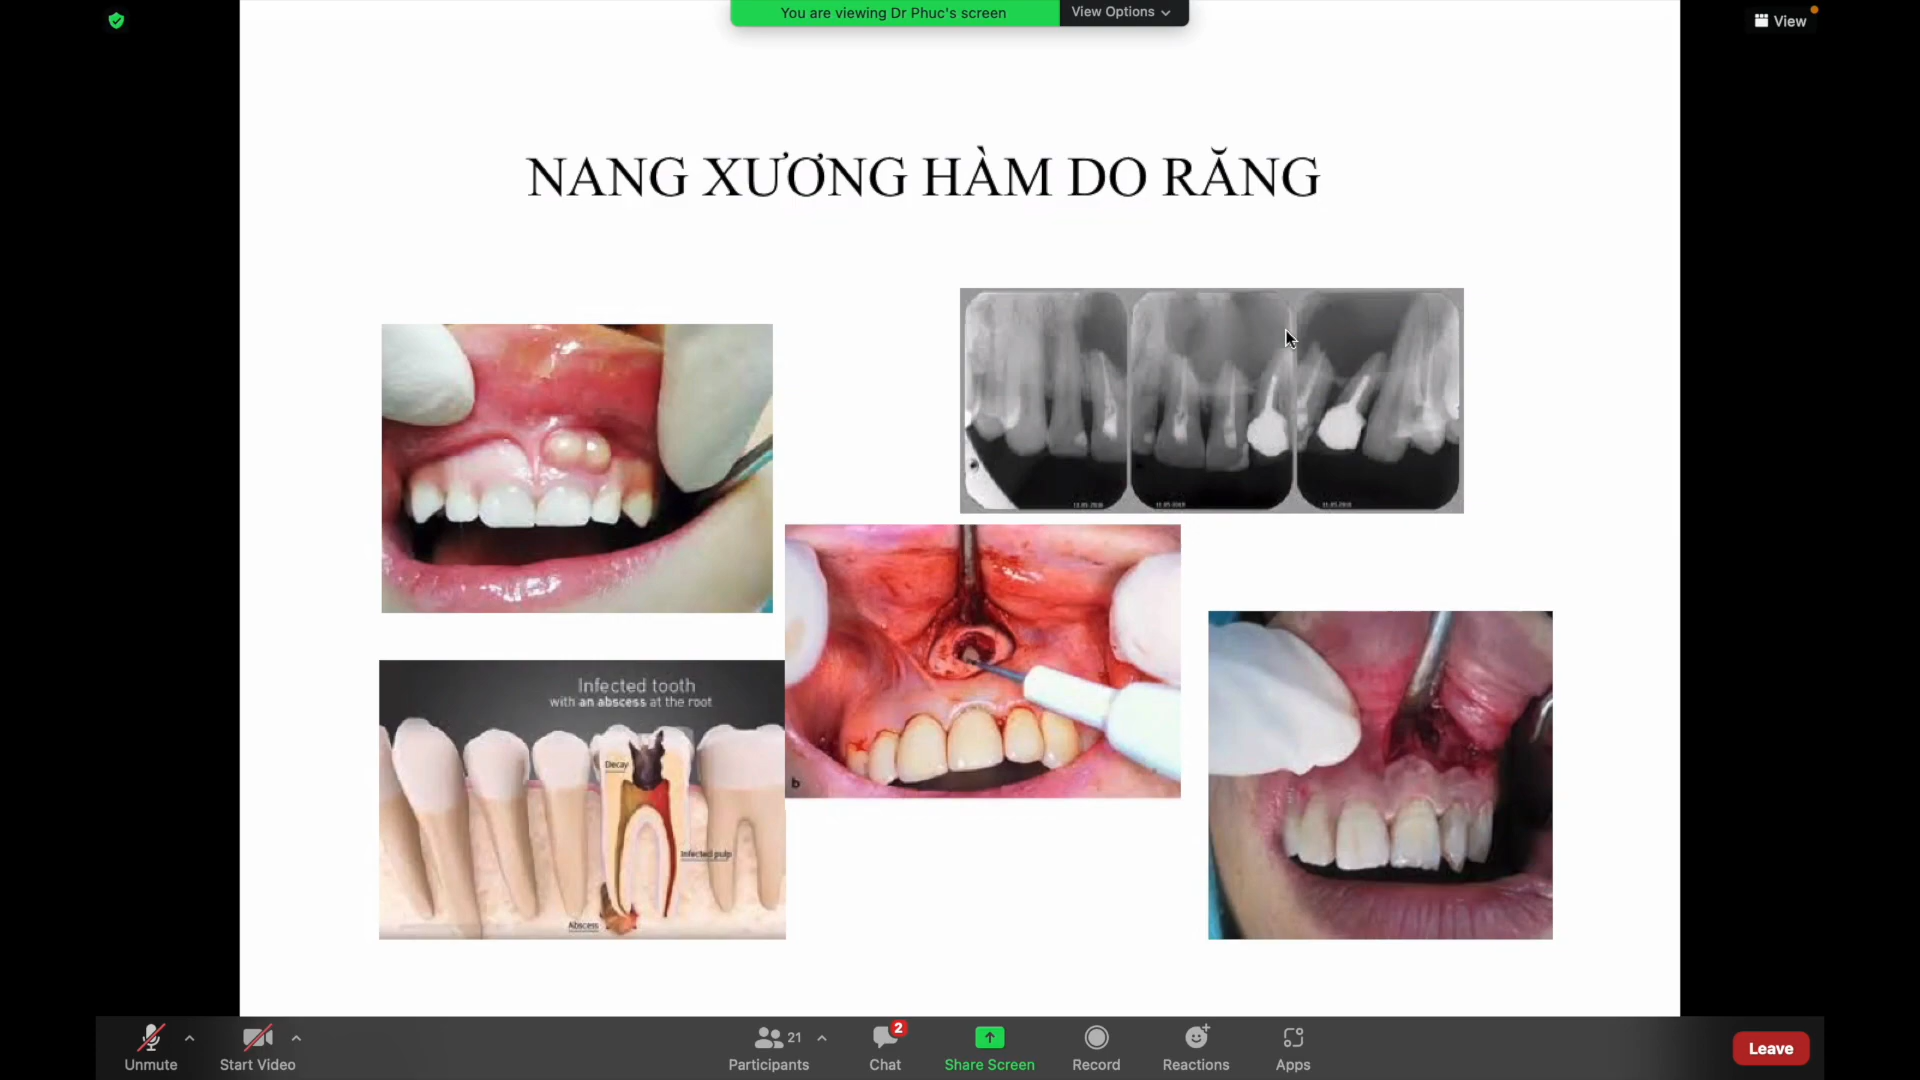 You are viewing Dr Phuc's screen
View Options
View
NANG XƯƠNG HÀM DO RĂNG
Infected tooth
with an abscess at the root
Decay
Infected pulp
Abscess
b
Unmute
Start Video
21
Participants
2
Chat
Share Screen
Record
Reactions
Apps
Leave